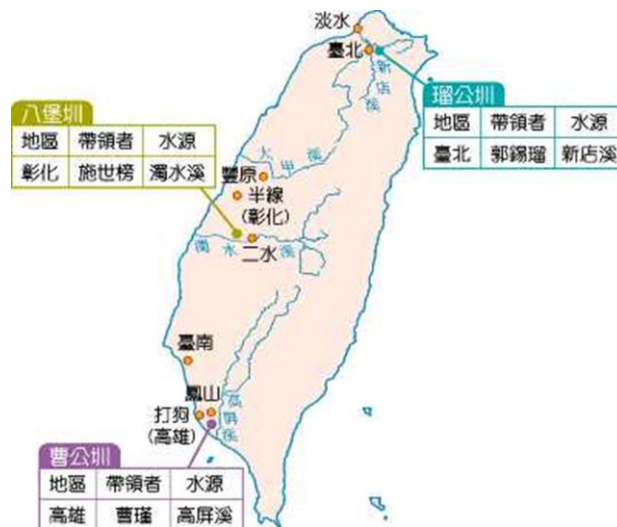 淡水
臺北
新店溪
瑠公圳
地區 帶領者 水源
臺北 郭錫瑠 新店溪
八堡圳
地區 帶領者 水源
彰化 施世榜 濁水溪
大甲溪
豐原
半線
(彰化)
濁水溪
二水
臺南
鳳山
打狗
(高雄)
高屏溪
曹公圳
地區 帶領者 水源
高雄 曹瑾 高屏溪